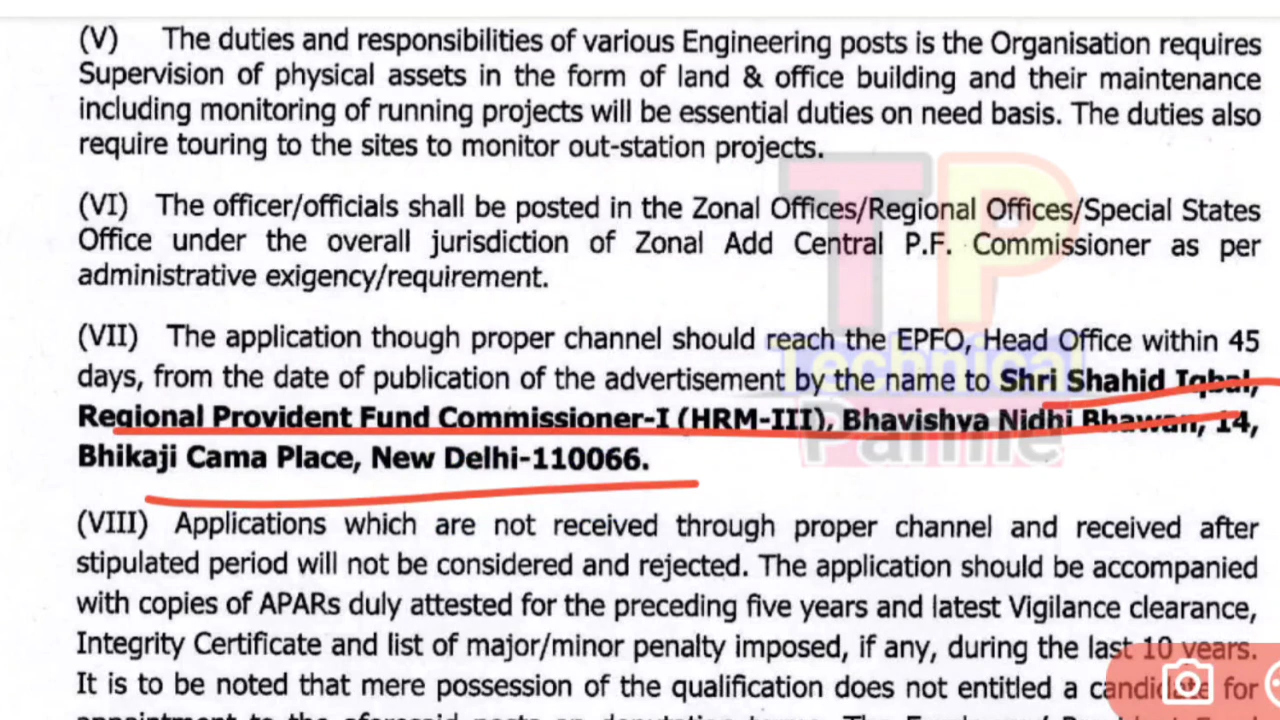 (V) The duties and responsibilities of various Engineering posts is the Organisation requires
Supervision of physical assets in the form of land & office building and their maintenance
including monitoring of running projects will be essential duties on need basis. The duties also
require touring to the sites to monitor out-station projects.
(VI) The officer/officials shall be posted in the Zonal Offices/Regional Offices/Special States
Office under the overall jurisdiction of Zonal Add Central P.F. Commissioner as per
administrative exigency/requirement.
(VII) The application though proper channel should reach the EPFO, Head Office within 45
days, from the date of publication of the advertisement by the name to Shri Shahid Iqbal,
Regional Provident Fund Commissioner-I (HRM-III), Bhavishya Nidhi Bhawan, 14,
Bhikaji Cama Place, New Delhi-110066.
(VIII) Applications which are not received through proper channel and received after
stipulated period will not be considered and rejected. The application should be accompanied
with copies of APARs duly attested for the preceding five years and latest Vigilance clearance,
Integrity Certificate and list of major/minor penalty imposed, if any, during the last 10 years.
It is to be noted that mere possession of the qualification does not entitled a candidate for
TP
Technical
Panne